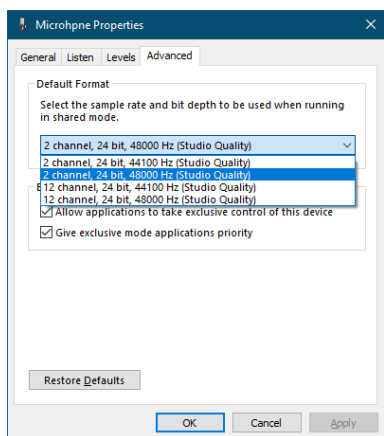 Microhpne Properties
General Listen Levels Advanced
Default Format
Select the sample rate and bit depth to be used when running
in shared mode.
2 channel, 24 bit, 48000 Hz (Studio Quality)
2 channel, 24 bit, 44100 Hz (Studio Quality)
2 channel, 24 bit, 48000 Hz (Studio Quality)
12 channel, 24 bit, 44100 Hz (Studio Quality)
12 channel, 24 bit, 48000 Hz (Studio Quality)
Allow applications to take exclusive control of this device
Give exclusive mode applications priority
Restore Defaults
OK Cancel Apply